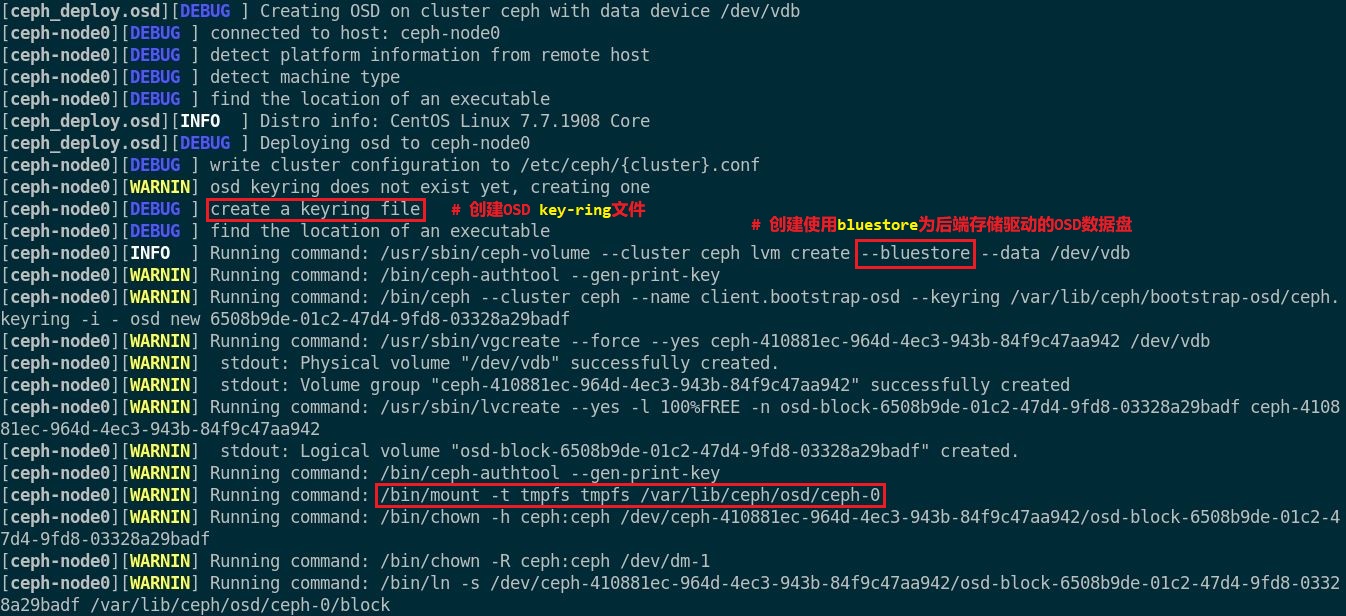 [ceph_deploy.osd][DEBUG ] Creating OSD on cluster ceph with data device /dev/vdb
[ceph-node0][DEBUG ] connected to host: ceph-node0
[ceph-node0][DEBUG ] detect platform information from remote host
[ceph-node0][DEBUG ] detect machine type
[ceph-node0][DEBUG ] find the location of an executable
[ceph_deploy.osd][INFO  ] Distro info: CentOS Linux 7.7.1908 Core
[ceph_deploy.osd][DEBUG ] Deploying osd to ceph-node0
[ceph-node0][DEBUG ] write cluster configuration to /etc/ceph/{cluster}.conf
[ceph-node0][WARNIN] osd keyring does not exist yet, creating one
[ceph-node0][DEBUG ] create a keyring file # 创建OSD key-ring文件
[ceph-node0][DEBUG ] find the location of an executable # 创建使用bluestore为后端存储驱动的OSD数据盘
[ceph-node0][INFO  ] Running command: /usr/sbin/ceph-volume --cluster ceph lvm create --bluestore --data /dev/vdb
[ceph-node0][WARNIN] Running command: /bin/ceph-authtool --gen-print-key
[ceph-node0][WARNIN] Running command: /bin/ceph --cluster ceph --name client.bootstrap-osd --keyring /var/lib/ceph/bootstrap-osd/ceph.
keyring -i - osd new 6508b9de-01c2-47d4-9fd8-03328a29badf
[ceph-node0][WARNIN] Running command: /usr/sbin/vgcreate --force --yes ceph-410881ec-964d-4ec3-943b-84f9c47aa942 /dev/vdb
[ceph-node0][WARNIN]  stdout: Physical volume "/dev/vdb" successfully created.
[ceph-node0][WARNIN]  stdout: Volume group "ceph-410881ec-964d-4ec3-943b-84f9c47aa942" successfully created
[ceph-node0][WARNIN] Running command: /usr/sbin/lvcreate --yes -l 100%FREE -n osd-block-6508b9de-01c2-47d4-9fd8-03328a29badf ceph-4108
81ec-964d-4ec3-943b-84f9c47aa942
[ceph-node0][WARNIN]  stdout: Logical volume "osd-block-6508b9de-01c2-47d4-9fd8-03328a29badf" created.
[ceph-node0][WARNIN] Running command: /bin/ceph-authtool --gen-print-key
[ceph-node0][WARNIN] Running command: /bin/mount -t tmpfs tmpfs /var/lib/ceph/osd/ceph-0
[ceph-node0][WARNIN] Running command: /bin/chown -h ceph:ceph /dev/ceph-410881ec-964d-4ec3-943b-84f9c47aa942/osd-block-6508b9de-01c2-4
7d4-9fd8-03328a29badf
[ceph-node0][WARNIN] Running command: /bin/chown -R ceph:ceph /dev/dm-1
[ceph-node0][WARNIN] Running command: /bin/ln -s /dev/ceph-410881ec-964d-4ec3-943b-84f9c47aa942/osd-block-6508b9de-01c2-47d4-9fd8-0332
8a29badf /var/lib/ceph/osd/ceph-0/block